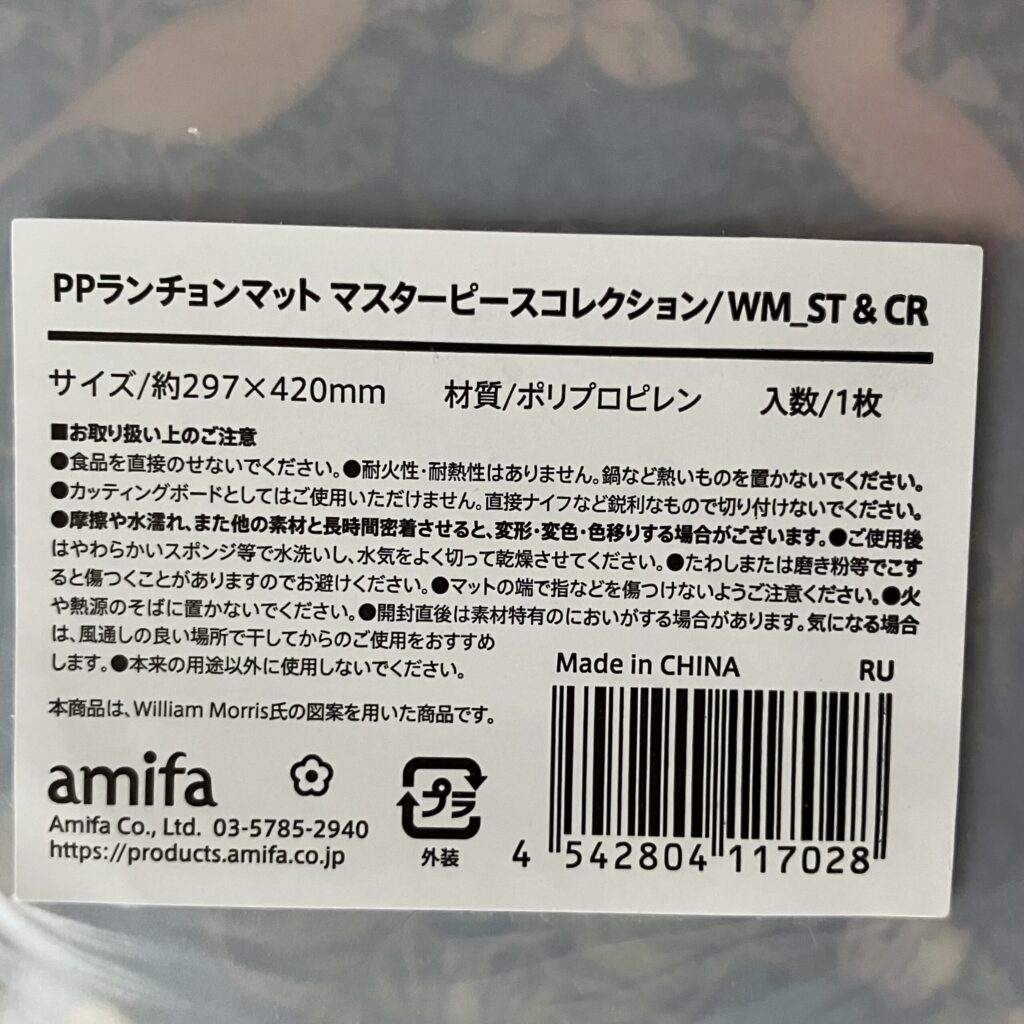 PPランチョンマット マスターピースコレクション/WM_ST & CR
サイズ/約297×420mm 材質/ポリプロピレン 入数/1枚
■お取り扱い上のご注意
●食品を直接のせないでください。●耐火性・耐熱性はありません。鍋など熱いものを置かないでください。
●カッティングボードとしてはご使用いただけません。直接ナイフなど鋭利なもので切り付けないでください。
●摩擦や水濡れ、また他の素材と長時間密着させると、変形・変色・色移りする場合がございます。●ご使用後
はやわらかいスポンジ等で水洗いし、水気をよく切って乾燥させてください。●たわしまたは磨き粉等でこす
ると傷つくことがありますのでお避けください。●マットの端で指などを傷つけないようご注意ください。●火
や熱源のそばに置かないでください。●開封直後は素材特有のにおいがする場合があります。気になる場合
は、風通しの良い場所で干してからのご使用をおすすめ
します。●本来の用途以外に使用しないでください。
本商品は、William Morris氏の図案を用いた商品です。
Made in CHINA RU
amifa
Amifa Co., Ltd. 03-5785-2940
https://products.amifa.co.jp
プラ
外装
4 542804 117028